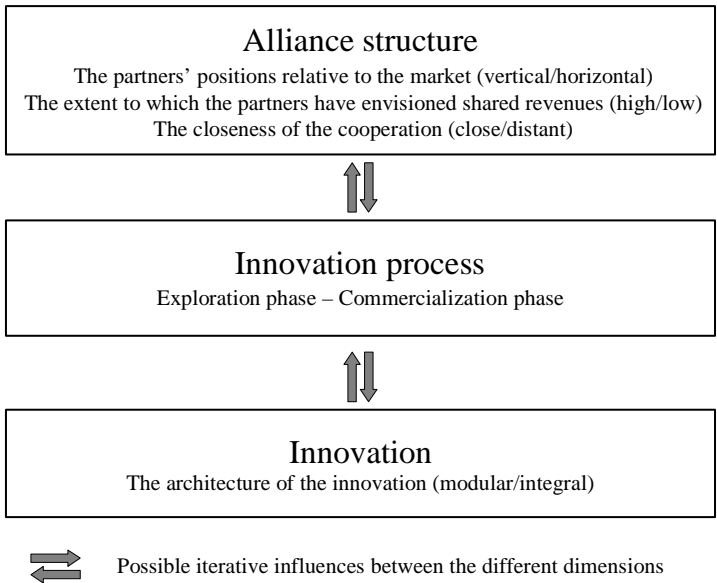 Alliance structure
The partners’ positions relative to the market (vertical/horizontal)
The extent to which the partners have envisioned shared revenues (high/low)
The closeness of the cooperation (close/distant)
Innovation process
Exploration phase – Commercialization phase
Innovation
The architecture of the innovation (modular/integral)
Possible iterative influences between the different dimensions